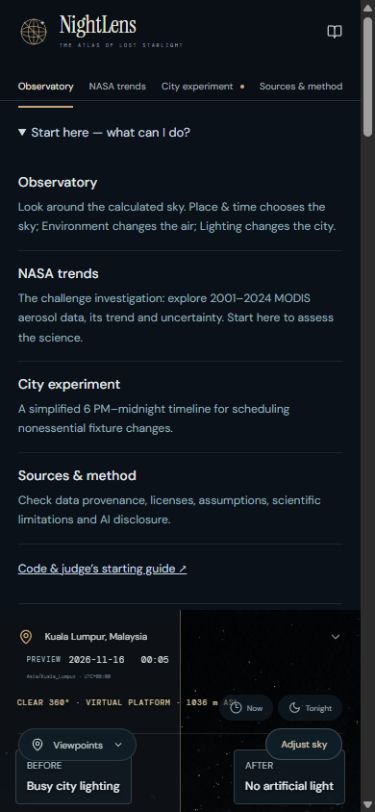 NightLens
THE ATLAS OF LOST STARLIGHT
Observatory NASA trends City experiment Sources & method
▼ Start here — what can I do?
Observatory
Look around the calculated sky. Place & time chooses the
sky; Environment changes the air; Lighting changes the city.
NASA trends
The challenge investigation: explore 2001–2024 MODIS
aerosol data, its trend and uncertainty. Start here to assess
the science.
City experiment
A simplified 6 PM–midnight timeline for scheduling
nonessential fixture changes.
Sources & method
Check data provenance, licenses, assumptions, scientific
limitations and AI disclosure.
Code & judge's starting guide ↗
Kuala Lumpur, Malaysia
PREVIEW 2026-11-16 00:05
Asia/Kuala_Lumpur · UTC+08:00
CLEAR 360° · VIRTUAL PLATFORM · 1036 m
Now Tonight
Viewpoints Adjust sky
BEFORE AFTER
Busy city lighting No artificial light